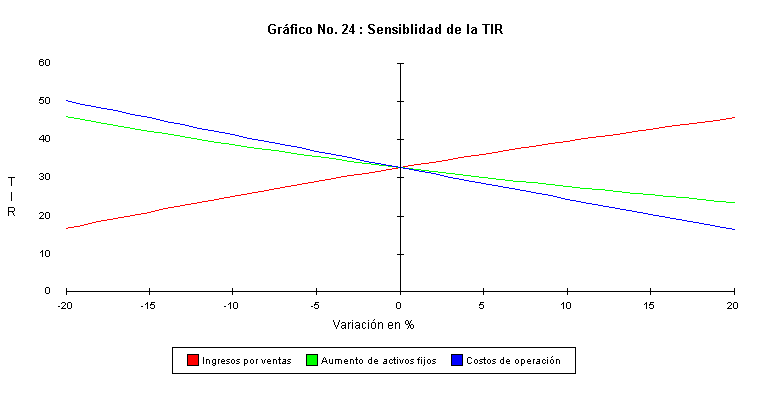 Gráfico No. 24 : Sensiblidad de la TIR
60
50
40
30
20
10
0
T
I
R
-20 -15 -10 -5 0 5 10 15 20
Variación en %
Ingresos por ventas Aumento de activos fijos Costos de operación